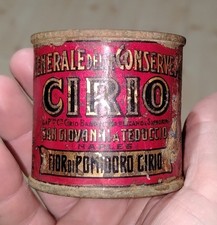 GENERALE DELLE CONSERVE
CIRIO
SAN GIOVANNI A TEDUCCIO
NAPLES
FIOR DI POMIDORO CIRIO